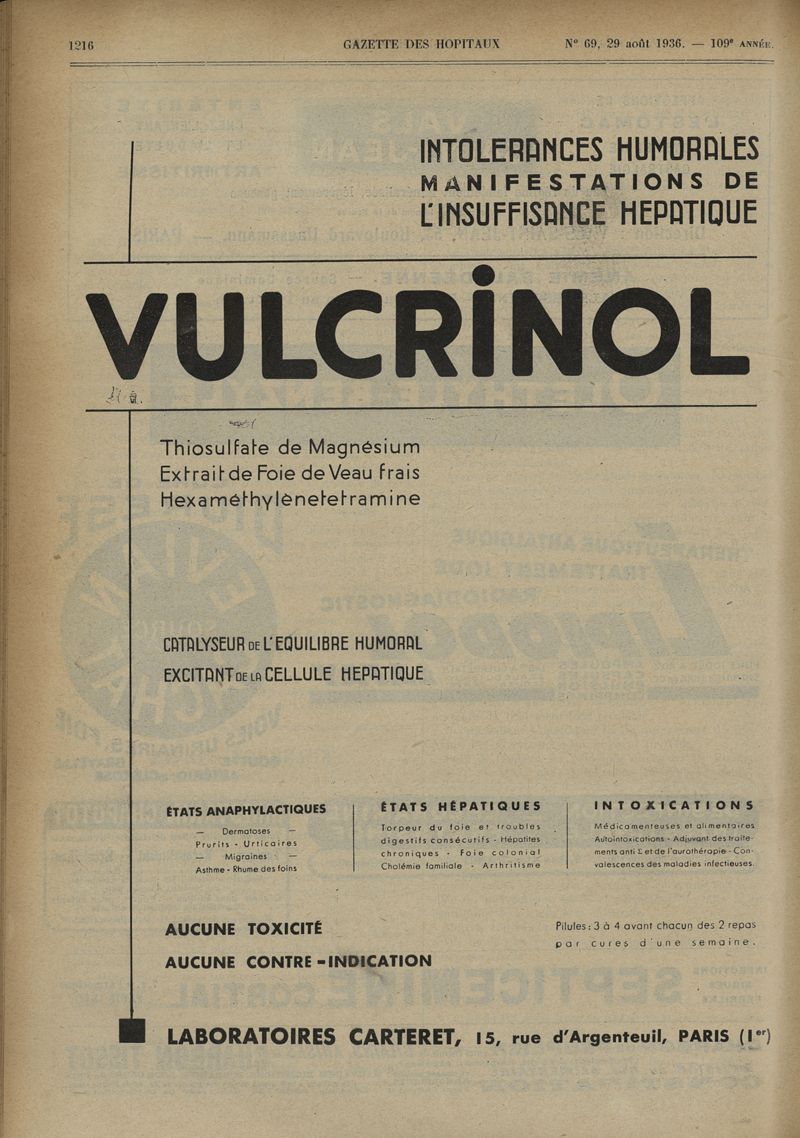 1216
GAZETTE DES HOPITAUX
N° 69, 29 août 1936. — 109e ANNÉE.
INTOLERANCES HUMORALES
MANIFESTATIONS DE
L'INSUFFISANCE HEPATIQUE
VULCRINOL
Thiosulfate de Magnésium
Extrait de Foie de Veau frais
Hexaméthylènetetramine
CATALYSEUR DE L'EQUILIBRE HUMORAL
EXCITANT DE LA CELLULE HEPATIQUE
ÉTATS ANAPHYLACTIQUES
— Dermatoses —
Prurits - Urticaires
— Migraines -
Asthme - Rhume des foins
ÉTATS HÉPATIQUES
Torpeur du foie et troubles
digestifs consécutifs - Hépatites
chroniques - Foie colonial
Cholémie familiale - Arthritisme
INTOXICATIONS
Médicamenteuses et alimentaires
Autointoxications - Adjuvant des traite-
ments anti Σ et de l'aurothérapie - Con-
valescences des maladies infectieuses.
AUCUNE TOXICITÉ
AUCUNE CONTRE-INDICATION
Pilules: 3 à 4 avant chacun des 2 repas
par cures d'une semaine.
LABORATOIRES CARTERET, 15, rue d'Argenteuil, PARIS (1er)